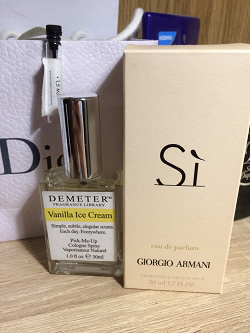 Dior
DEMETER
FRAGRANCE LIBRARY
Vanilla Ice Cream
Simple, subtle, singular scents.
Each day. Everywhere.
Pick-Me-Up
Cologne Spray
Vaporisateur Naturel
1.0 fl oz ℮ 30ml
Sì
eau de parfum
GIORGIO ARMANI
50 ml 1.7 FL.OZ.